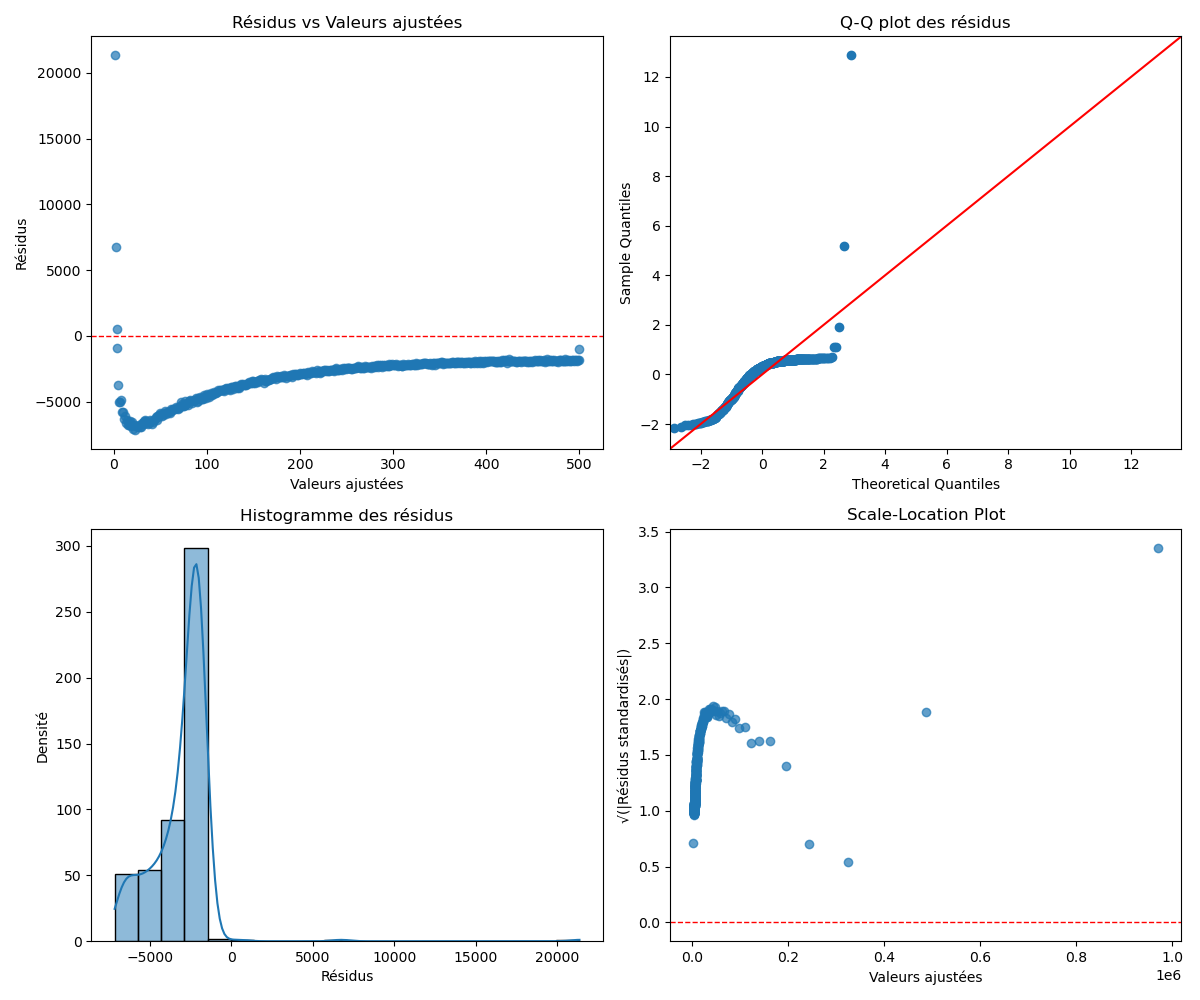 Résidus vs Valeurs ajustées
20000
15000
10000
5000
0
−5000
0 100 200 300 400 500
Résidus
Valeurs ajustées
Q-Q plot des résidus
12
10
8
6
4
2
0
−2
−2 0 2 4 6 8 10 12
Sample Quantiles
Theoretical Quantiles
Histogramme des résidus
300
250
200
150
100
50
0
−5000 0 5000 10000 15000 20000
Densité
Résidus
Scale-Location Plot
3.5
3.0
2.5
2.0
1.5
1.0
0.5
0.0
0.0 0.2 0.4 0.6 0.8 1.0
1e6
√(|Résidus standardisés|)
Valeurs ajustées